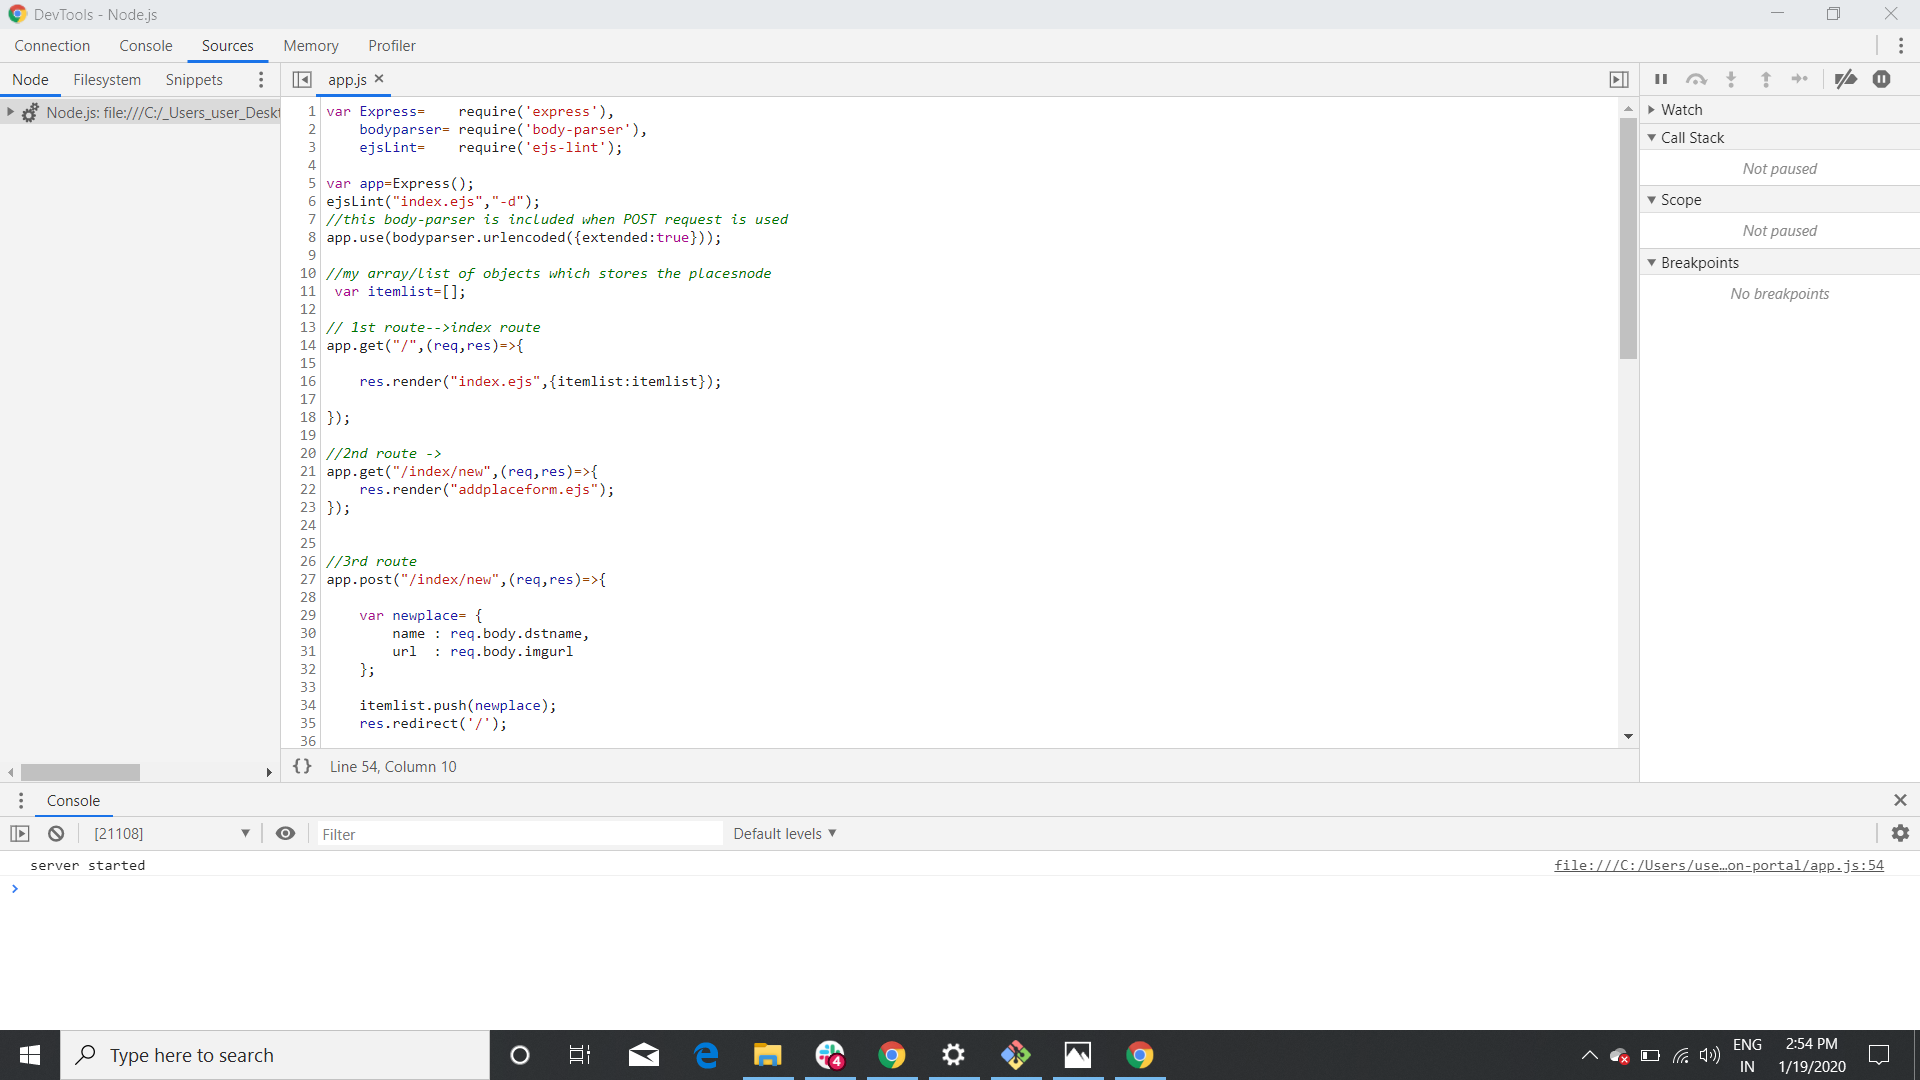 DevTools - Node.js
Connection Console Sources Memory Profiler
Node Filesystem Snippets
app.js
Node.js: file:///C:/_Users_user_Deskt
1 var Express=    require('express'),
2     bodyparser= require('body-parser'),
3     ejsLint=    require('ejs-lint');
4
5 var app=Express();
6 ejsLint("index.ejs","-d");
7 //this body-parser is included when POST request is used
8 app.use(bodyparser.urlencoded({extended:true}));
9
10 //my array/list of objects which stores the placesnode
11  var itemlist=[];
12
13 // 1st route-->index route
14 app.get("/",(req,res)=>{
15
16     res.render("index.ejs",{itemlist:itemlist});
17
18 });
19
20 //2nd route ->
21 app.get("/index/new",(req,res)=>{
22     res.render("addplaceform.ejs");
23 });
24
25
26 //3rd route
27 app.post("/index/new",(req,res)=>{
28
29     var newplace= {
30         name : req.body.dstname,
31         url  : req.body.imgurl
32     };
33
34     itemlist.push(newplace);
35     res.redirect('/');
36
{} Line 54, Column 10
Watch
Call Stack
Not paused
Scope
Not paused
Breakpoints
No breakpoints
Console
[21108] Filter Default levels
server started file:///C:/Users/use…on-portal/app.js:54
Type here to search
4
ENG
IN
2:54 PM
1/19/2020